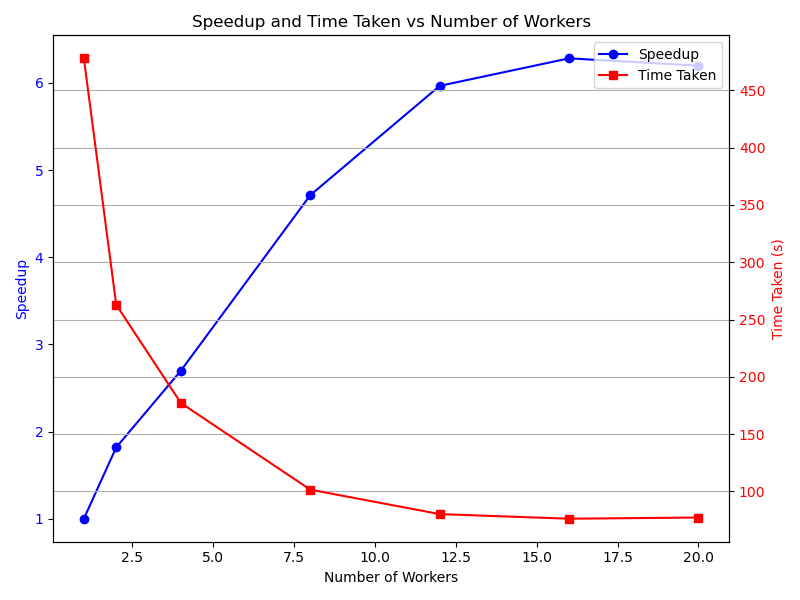 Speedup and Time Taken vs Number of Workers
Speedup
Time Taken
6
5
4
3
2
1
Speedup
450
400
350
300
250
200
150
100
Time Taken (s)
2.5 5.0 7.5 10.0 12.5 15.0 17.5 20.0
Number of Workers